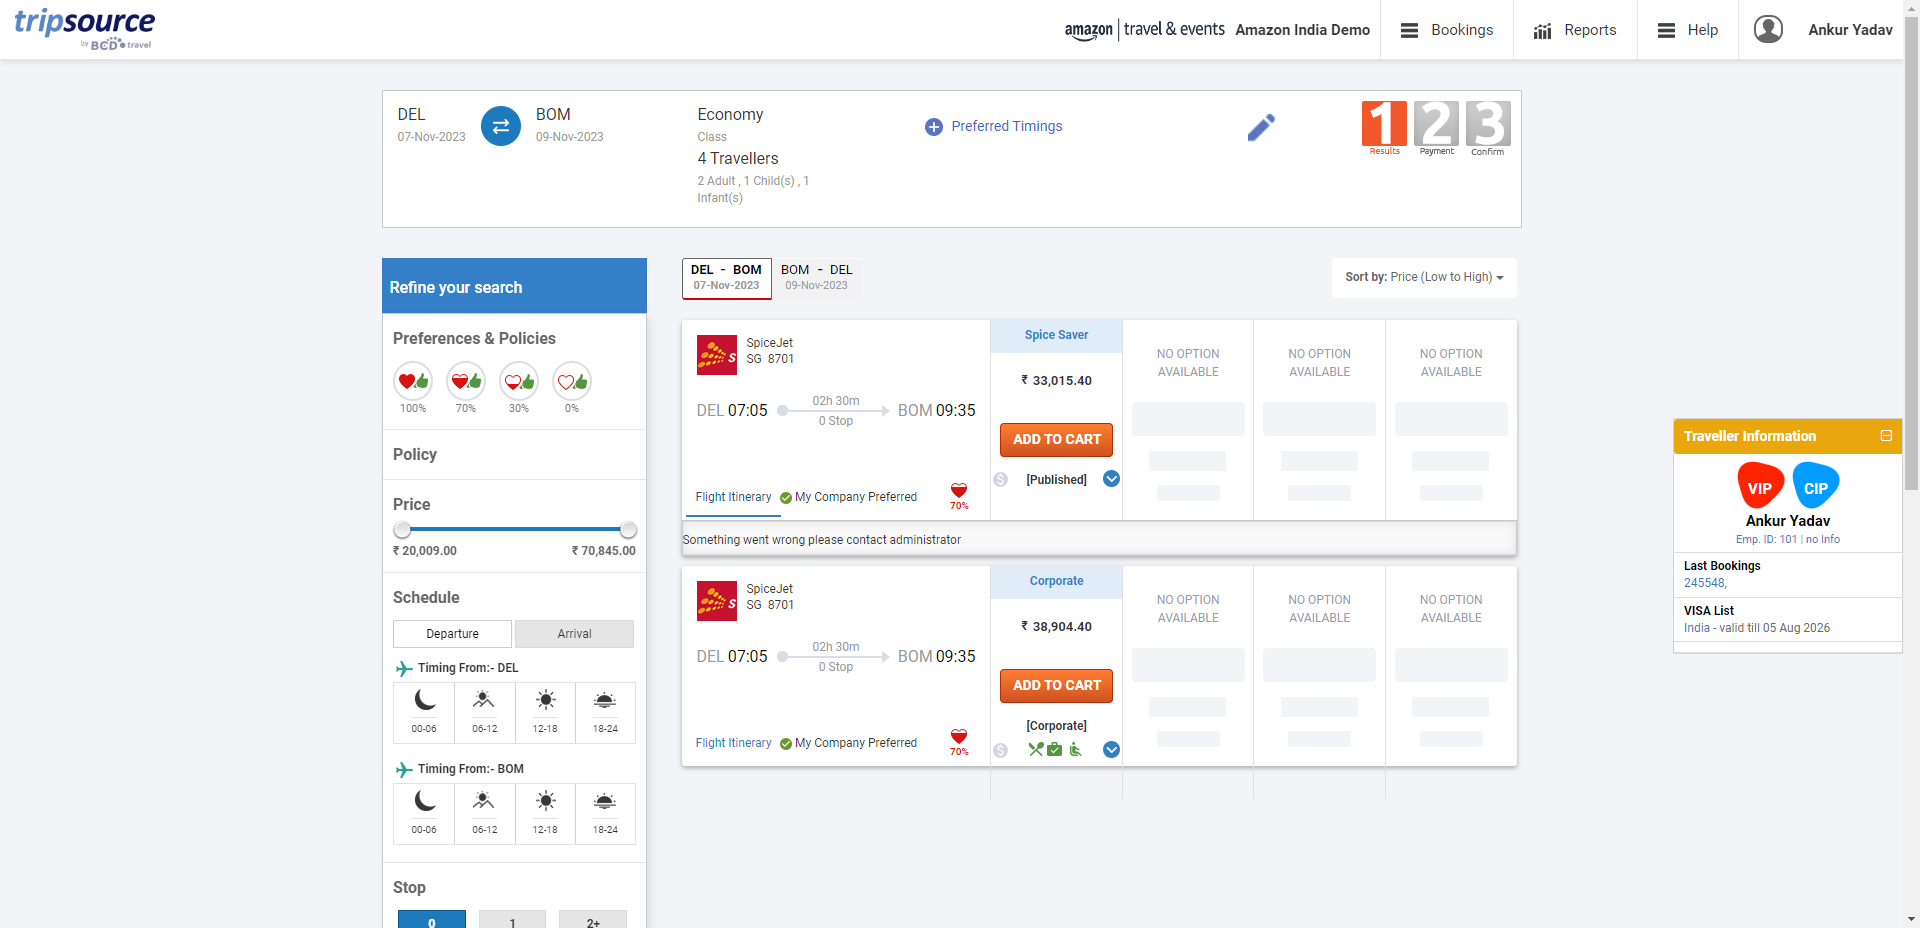 tripsource
by BCD travel
amazon travel & events Amazon India Demo
Bookings
Reports
Help
Ankur Yadav
DEL
07-Nov-2023
BOM
09-Nov-2023
Economy
Class
4 Travellers
2 Adult , 1 Child(s) , 1
Infant(s)
Preferred Timings
1
Results
2
Payment
3
Confirm
Refine your search
Preferences & Policies
100% 70% 30% 0%
Policy
Price
₹ 20,009.00 ₹ 70,845.00
Schedule
Departure Arrival
Timing From:- DEL
00-06 06-12 12-18 18-24
Timing From:- BOM
00-06 06-12 12-18 18-24
Stop
0 1 2+
DEL - BOM
07-Nov-2023
BOM - DEL
09-Nov-2023
Sort by: Price (Low to High)
S
SpiceJet
SG 8701
DEL 07:05
02h 30m
0 Stop
BOM 09:35
Flight Itinerary
My Company Preferred
70%
Spice Saver
₹ 33,015.40
ADD TO CART
$
[Published]
NO OPTION
AVAILABLE
NO OPTION
AVAILABLE
NO OPTION
AVAILABLE
Something went wrong please contact administrator
S
SpiceJet
SG 8701
DEL 07:05
02h 30m
0 Stop
BOM 09:35
Flight Itinerary
My Company Preferred
70%
Corporate
₹ 38,904.40
ADD TO CART
[Corporate]
$
NO OPTION
AVAILABLE
NO OPTION
AVAILABLE
NO OPTION
AVAILABLE
Traveller Information
VIP CIP
Ankur Yadav
Emp. ID: 101 | no Info
Last Bookings
245548,
VISA List
India - valid till 05 Aug 2026